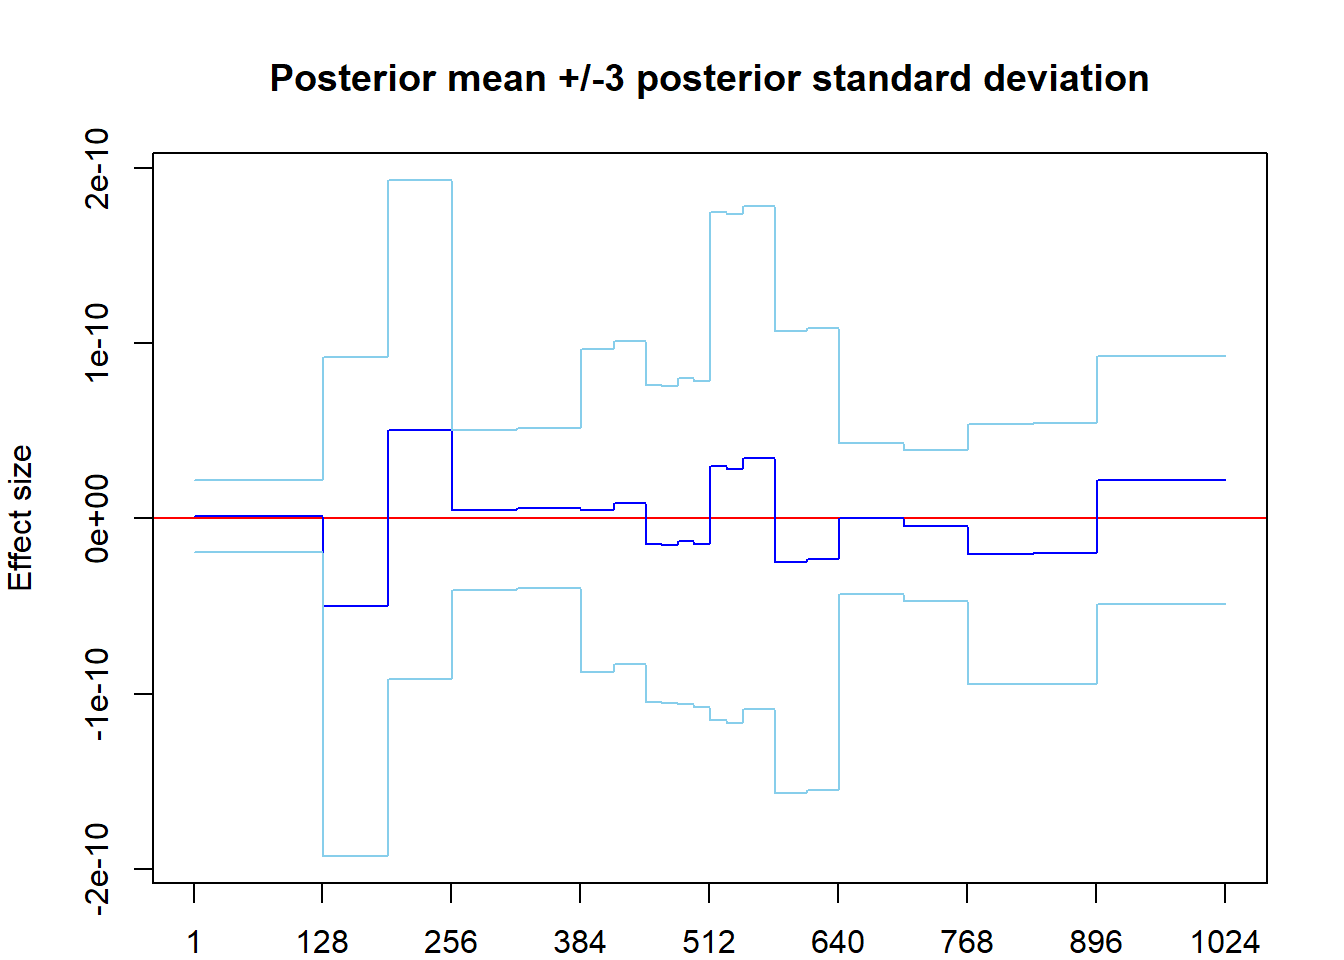 Posterior mean +/-3 posterior standard deviation
Effect size
2e-10
1e-10
0e+00
-1e-10
-2e-10
1 128 256 384 512 640 768 896 1024